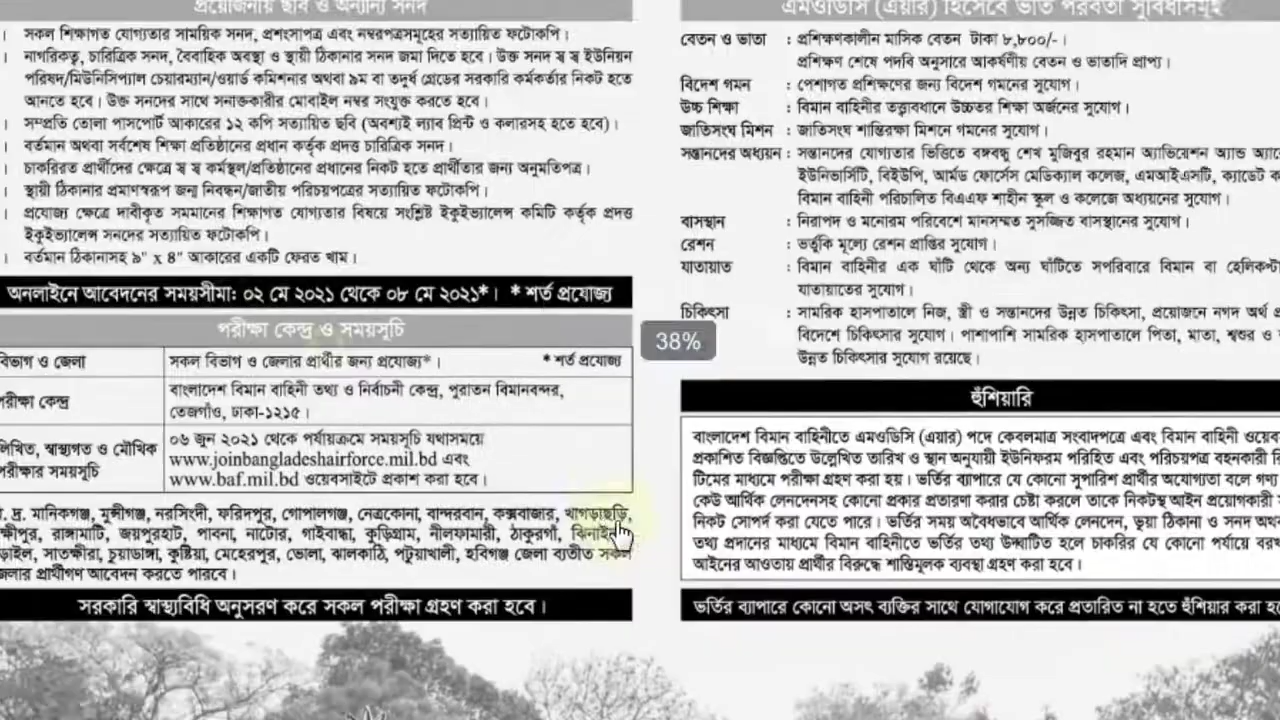 প্রয়োজনীয় ছবি ও অন্যান্য সনদ
। সকল শিক্ষাগত যোগ্যতার সাময়িক সনদ, প্রশংসাপত্র এবং নম্বরপত্রসমূহের সত্যায়িত ফটোকপি।
। নাগরিকত্ব, চারিত্রিক সনদ, বৈবাহিক অবস্থা ও স্থায়ী ঠিকানার সনদ জমা দিতে হবে। উক্ত সনদ স্ব স্ব ইউনিয়ন
পরিষদ/মিউনিসিপ্যাল চেয়ারম্যান/ওয়ার্ড কমিশনার অথবা ৯ম বা তদুর্ধ গ্রেডের সরকারি কর্মকর্তার নিকট হতে
আনতে হবে। উক্ত সনদের সাথে সনাক্তকারীর মোবাইল নম্বর সংযুক্ত করতে হবে।
। সম্প্রতি তোলা পাসপোর্ট আকারের ১২ কপি সত্যায়িত ছবি (অবশ্যই ল্যাব প্রিন্ট ও কলারসহ হতে হবে)।
। বর্তমান অথবা সর্বশেষ শিক্ষা প্রতিষ্ঠানের প্রধান কর্তৃক প্রদত্ত চারিত্রিক সনদ।
। চাকরিরত প্রার্থীদের ক্ষেত্রে স্ব স্ব কর্মস্থল/প্রতিষ্ঠানের প্রধানের নিকট হতে প্রার্থীতার জন্য অনুমতিপত্র।
। স্থায়ী ঠিকানার প্রমাণস্বরূপ জন্ম নিবন্ধন/জাতীয় পরিচয়পত্রের সত্যায়িত ফটোকপি।
। প্রযোজ্য ক্ষেত্রে দাবীকৃত সমমানের শিক্ষাগত যোগ্যতার বিষয়ে সংশ্লিষ্ট ইকুইভ্যালেন্স কমিটি কর্তৃক প্রদত্ত
ইকুইভ্যালেন্স সনদের সত্যায়িত ফটোকপি।
। বর্তমান ঠিকানাসহ ৯" x ৪" আকারের একটি ফেরত খাম।
অনলাইনে আবেদনের সময়সীমা: ০২ মে ২০২১ থেকে ০৮ মে ২০২১*। * শর্ত প্রযোজ্য
পরীক্ষা কেন্দ্র ও সময়সূচি
বিভাগ ও জেলা সকল বিভাগ ও জেলার প্রার্থীর জন্য প্রযোজ্য*। * শর্ত প্রযোজ্য
পরীক্ষা কেন্দ্র বাংলাদেশ বিমান বাহিনী তথ্য ও নির্বাচনী কেন্দ্র, পুরাতন বিমানবন্দর,
তেজগাঁও, ঢাকা-১২১৫।
লিখিত, স্বাস্থ্যগত ও মৌখিক ০৬ জুন ২০২১ থেকে পর্যায়ক্রমে সময়সূচি যথাসময়ে
পরীক্ষার সময়সূচি www.joinbangladeshairforce.mil.bd এবং
www.baf.mil.bd ওয়েবসাইটে প্রকাশ করা হবে।
দ্র. মানিকগঞ্জ, মুন্সীগঞ্জ, নরসিংদী, ফরিদপুর, গোপালগঞ্জ, নেত্রকোনা, বান্দরবান, কক্সবাজার, খাগড়াছড়ি,
রাঙ্গামাটি, জয়পুরহাট, পাবনা, নাটোর, গাইবান্ধা, কুড়িগ্রাম, নীলফামারী, ঠাকুরগাঁ,
সাতক্ষীরা, চুয়াডাঙ্গা, কুষ্টিয়া, মেহেরপুর, ভোলা, ঝালকাঠি, পটুয়াখালী, হবিগঞ্জ জেলা ব্যতীত সকল
জেলার প্রার্থীগণ আবেদন করতে পারবে।
সরকারি স্বাস্থ্যবিধি অনুসরণ করে সকল পরীক্ষা গ্রহণ করা হবে।
38%
এমওডিসি (এয়ার) হিসেবে ভর্তি পরবর্তী সুবিধাসমূহ
বেতন ও ভাতা : প্রশিক্ষণকালীন মাসিক বেতন টাকা ৮,৮০০/-।
প্রশিক্ষণ শেষে পদবি অনুসারে আকর্ষণীয় বেতন ও ভাতাদি প্রাপ্য।
বিদেশ গমন : পেশাগত প্রশিক্ষণের জন্য বিদেশ গমনের সুযোগ।
উচ্চ শিক্ষা : বিমান বাহিনীর তত্ত্বাবধানে উচ্চতর শিক্ষা অর্জনের সুযোগ।
জাতিসংঘ মিশন : জাতিসংঘ শান্তিরক্ষা মিশনে গমনের সুযোগ।
সন্তানদের অধ্যয়ন : সন্তানদের যোগ্যতার ভিত্তিতে বঙ্গবন্ধু শেখ মুজিবুর রহমান অ্যাভিয়েশন অ্যান্ড
ইউনিভার্সিটি, বিইউপি, আর্মড ফোর্সেস মেডিক্যাল কলেজ, এমআইএসটি, ক্যাডেট
বিমান বাহিনী পরিচালিত বিএএফ শাহীন স্কুল ও কলেজে অধ্যয়নের সুযোগ।
বাসস্থান : নিরাপদ ও মনোরম পরিবেশে মানসম্মত সুসজ্জিত বাসস্থানের সুযোগ।
রেশন : ভর্তুকি মূল্যে রেশন প্রাপ্তির সুযোগ।
যাতায়াত : বিমান বাহিনীর এক ঘাঁটি থেকে অন্য ঘাঁটিতে সপরিবারে বিমান বা
যাতায়াতের সুযোগ।
চিকিৎসা : সামরিক হাসপাতালে নিজ, স্ত্রী ও সন্তানদের উন্নত চিকিৎসা, প্রয়োজনে নগদ অর্থ
বিদেশে চিকিৎসার সুযোগ। পাশাপাশি সামরিক হাসপাতালে পিতা, মাতা, শ্বশুর ও
উন্নত চিকিৎসার সুযোগ রয়েছে।
হুঁশিয়ারি
বাংলাদেশ বিমান বাহিনীতে এমওডিসি (এয়ার) পদে কেবলমাত্র সংবাদপত্রে এবং বিমান বাহিনী
প্রকাশিত বিজ্ঞপ্তিতে উল্লেখিত তারিখ ও স্থান অনুযায়ী ইউনিফরম পরিহিত এবং পরিচয়পত্র বহনকারী
টিমের মাধ্যমে পরীক্ষা গ্রহণ করা হয়। ভর্তির ব্যাপারে যে কোনো সুপারিশ প্রার্থীর অযোগ্যতা বলে গণ্য
কেউ আর্থিক লেনদেনসহ কোনো প্রকার প্রতারণা করার চেষ্টা করলে তাকে নিকটস্থ আইন প্রয়োগকারী
নিকট সোপর্দ করা যেতে পারে। ভর্তির সময় অবৈধভাবে আর্থিক লেনদেন, ভুয়া ঠিকানা ও সনদ
তথ্য প্রদানের মাধ্যমে বিমান বাহিনীতে ভর্তির তথ্য উদ্ঘাটিত হলে চাকরির যে কোনো পর্যায়ে
আইনের আওতায় প্রার্থীর বিরুদ্ধে শাস্তিমূলক ব্যবস্থা গ্রহণ করা হবে।
ভর্তির ব্যাপারে কোনো অসৎ ব্যক্তির সাথে যোগাযোগ করে প্রতারিত না হতে হুঁশিয়ার করা